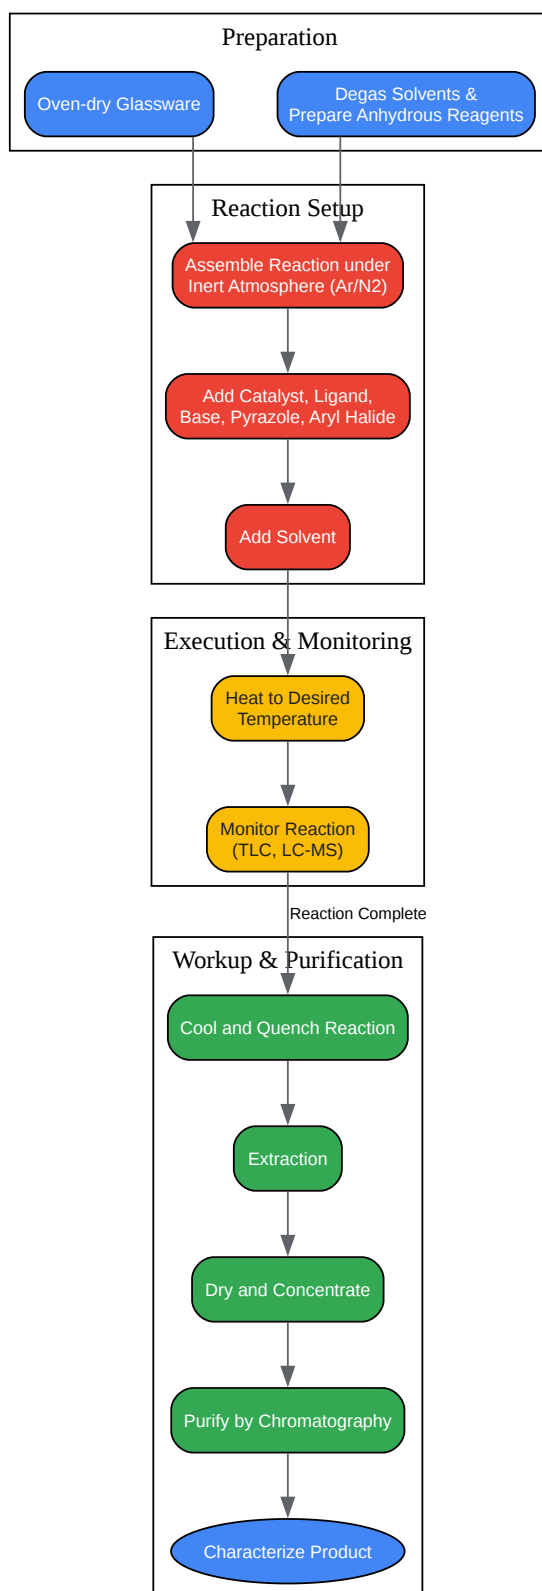 Preparation
Oven-dry Glassware
Degas Solvents &
Prepare Anhydrous Reagents
Reaction Setup
Assemble Reaction under
Inert Atmosphere (Ar/N2)
Add Catalyst, Ligand,
Base, Pyrazole, Aryl Halide
Add Solvent
Execution & Monitoring
Heat to Desired
Temperature
Monitor Reaction
(TLC, LC-MS)
Reaction Complete
Workup & Purification
Cool and Quench Reaction
Extraction
Dry and Concentrate
Purify by Chromatography
Characterize Product